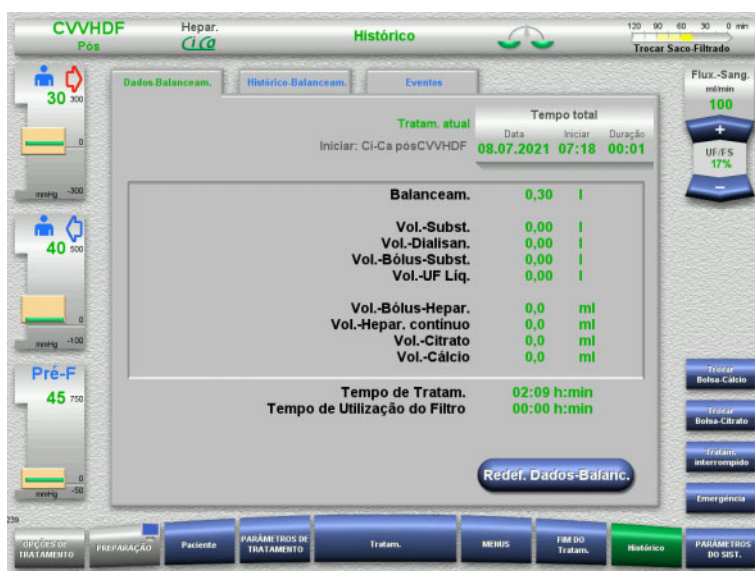 CVVHDF
Pós
Hepar.
CiCa
Histórico
120 90 60 30 0 min
Trocar Saco-Filtrado
30 300
0
mmHg -300
40 500
0
mmHg -100
Pré-F
45 750
0
mmHg -50
Dados-Balanceam.
Histórico-Balanceam.
Eventos
Tratam. atual
Iniciar: Ci-Ca pósCVVHDF
Tempo total
Data Iniciar Duração
08.07.2021 07:18 00:01
Balanceam. 0,30 l
Vol.-Subst. 0,00 l
Vol.-Dialisan. 0,00 l
Vol.-Bólus-Subst. 0,00 l
Vol.-UF Líq. 0,00 l
Vol.-Bólus-Hepar. 0,0 ml
Vol.-Hepar. contínuo 0,0 ml
Vol.-Citrato 0,0 ml
Vol.-Cálcio 0,0 ml
Tempo de Tratam. 02:09 h:min
Tempo de Utilização do Filtro 00:00 h:min
Redef. Dados-Balanc.
Flux.-Sang.
ml/min
100
+
UF/FS
17%
−
Trocar
Bolsa-Cálcio
Trocar
Bolsa-Citrato
Tratam.
interrompido
Emergência
239
OPÇÕES DE
TRATAMENTO
PREPARAÇÃO
Paciente
PARÂMETROS DE
TRATAMENTO
Tratam.
MENUS
FIM DO
Tratam.
Histórico
PARÂMETROS
DO SIST.